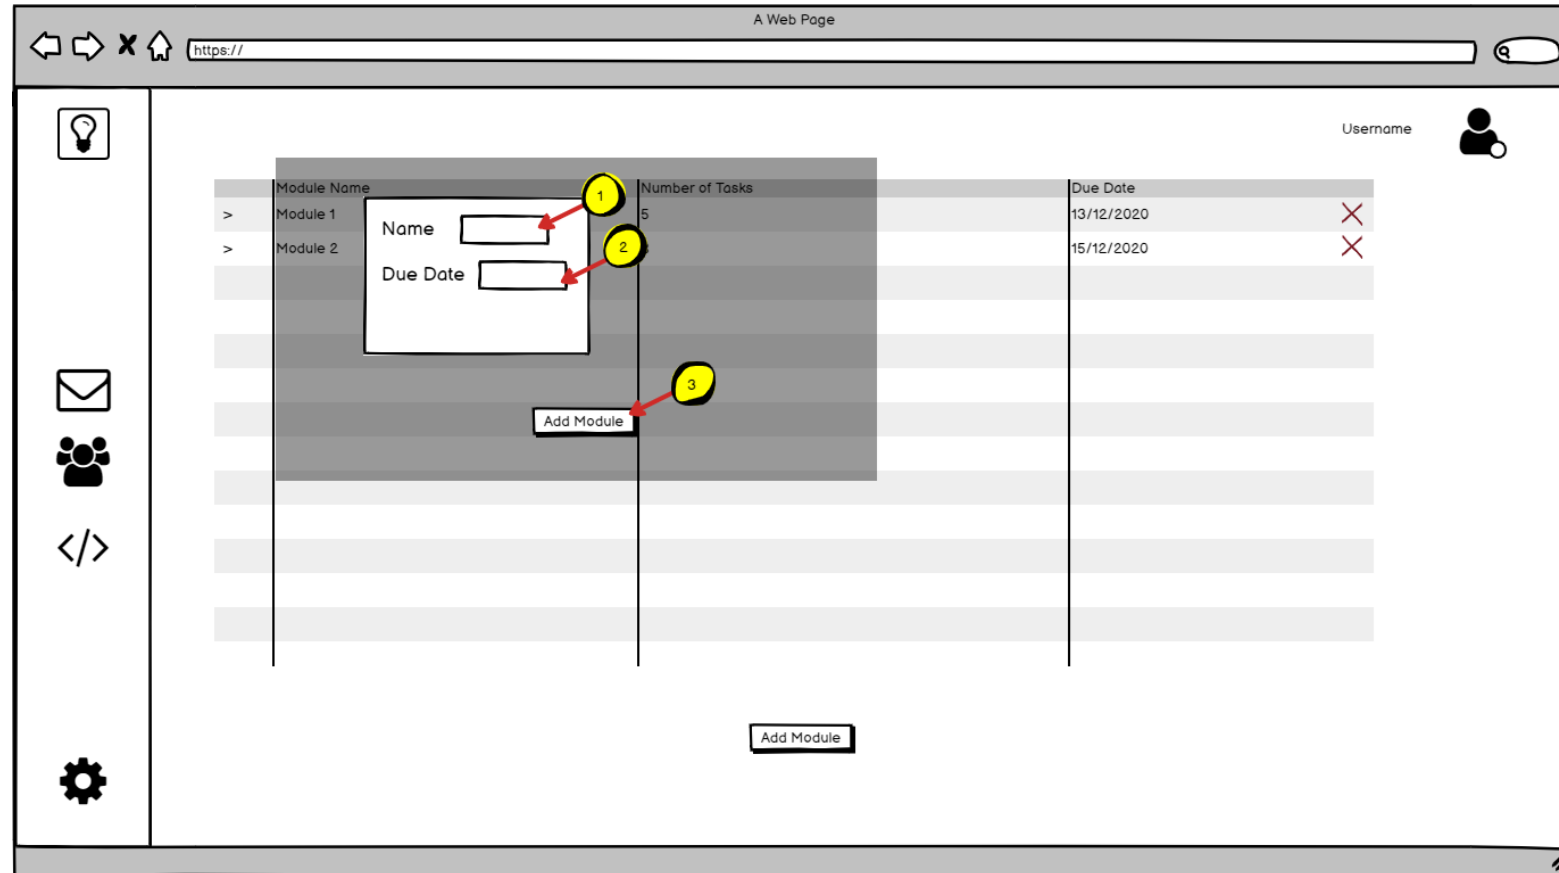 A Web Page
https://
Username
Module Name Number of Tasks Due Date
> Module 1 5 13/12/2020
> Module 2 15/12/2020
Name
1
Due Date
2
3
Add Module
</>
Add Module